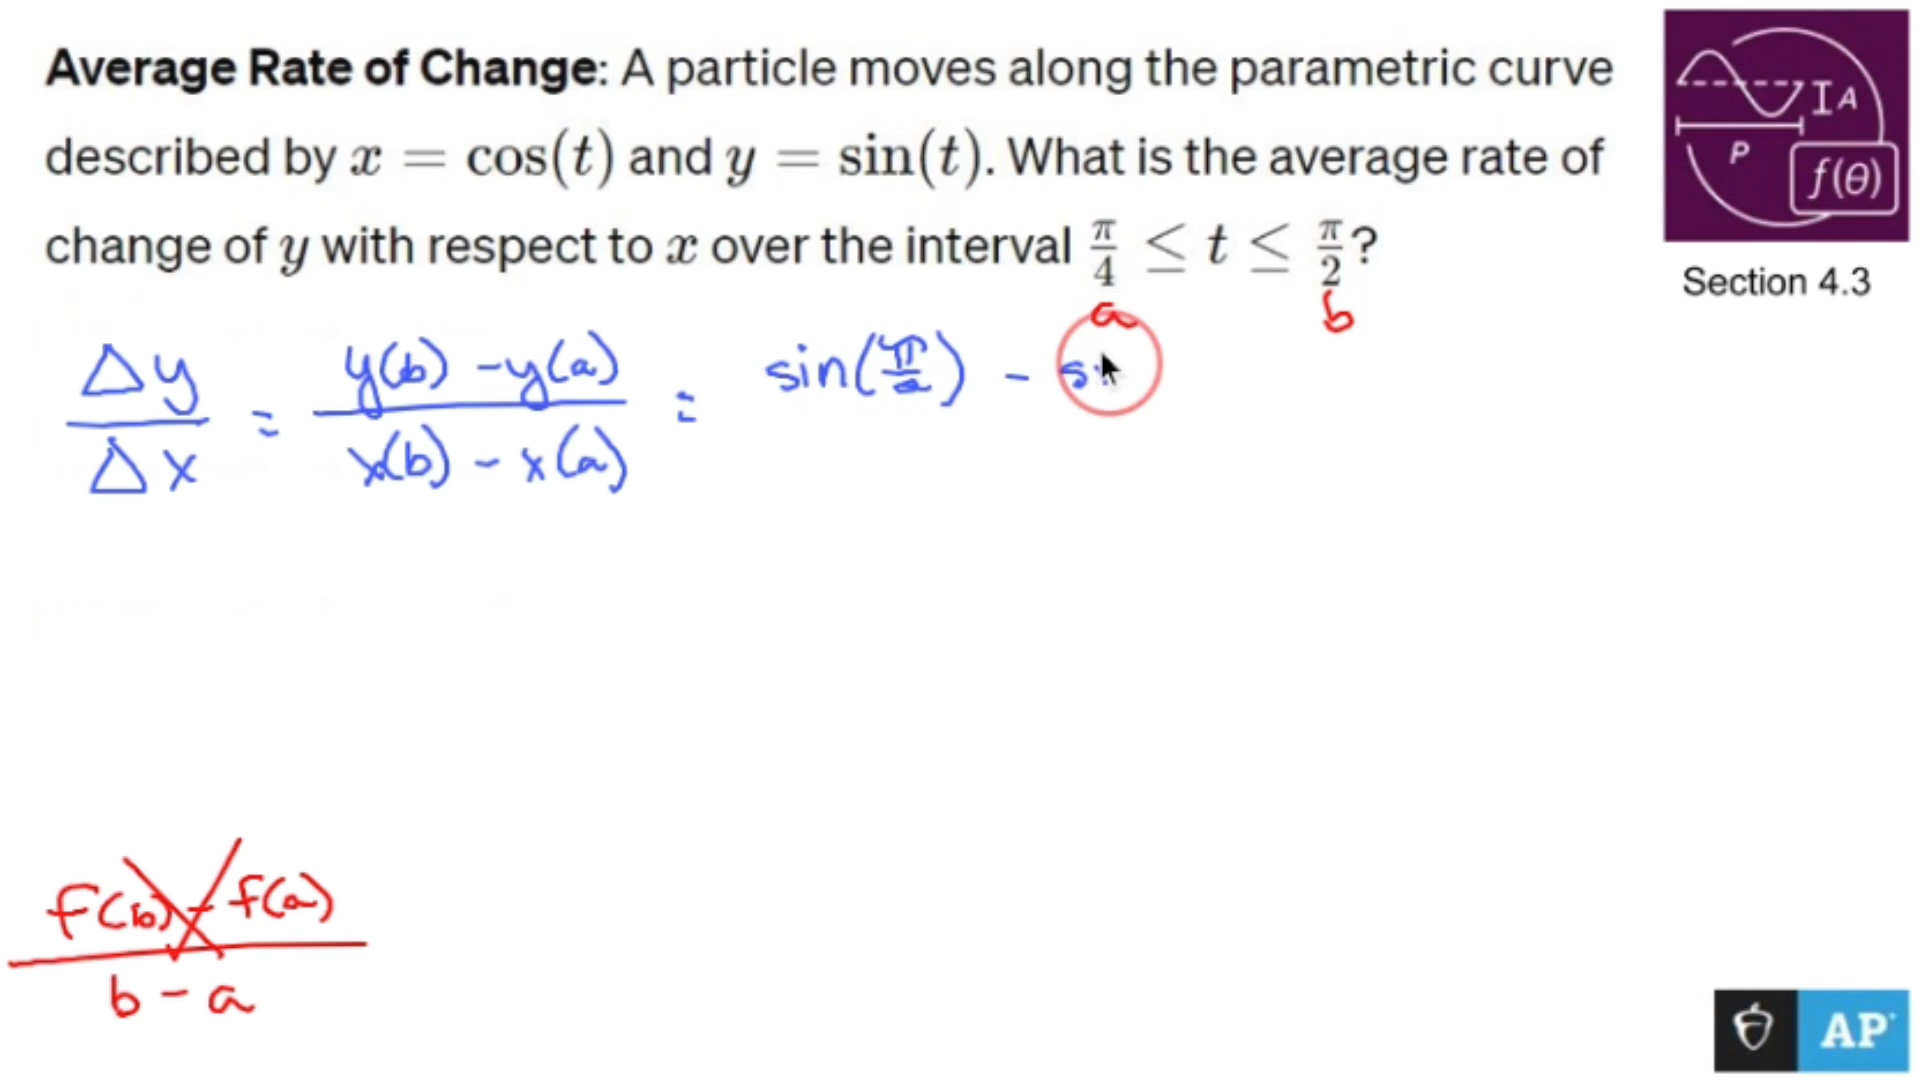 Average Rate of Change: A particle moves along the parametric curve
described by x = cos(t) and y = sin(t). What is the average rate of
change of y with respect to x over the interval π/4 ≤ t ≤ π/2?
a b
A
P
f(θ)
Section 4.3
Δy/Δx = (y(b) - y(a))/(x(b) - x(a)) = sin(π/2) - s
f(b) - f(a)
b - a
AP